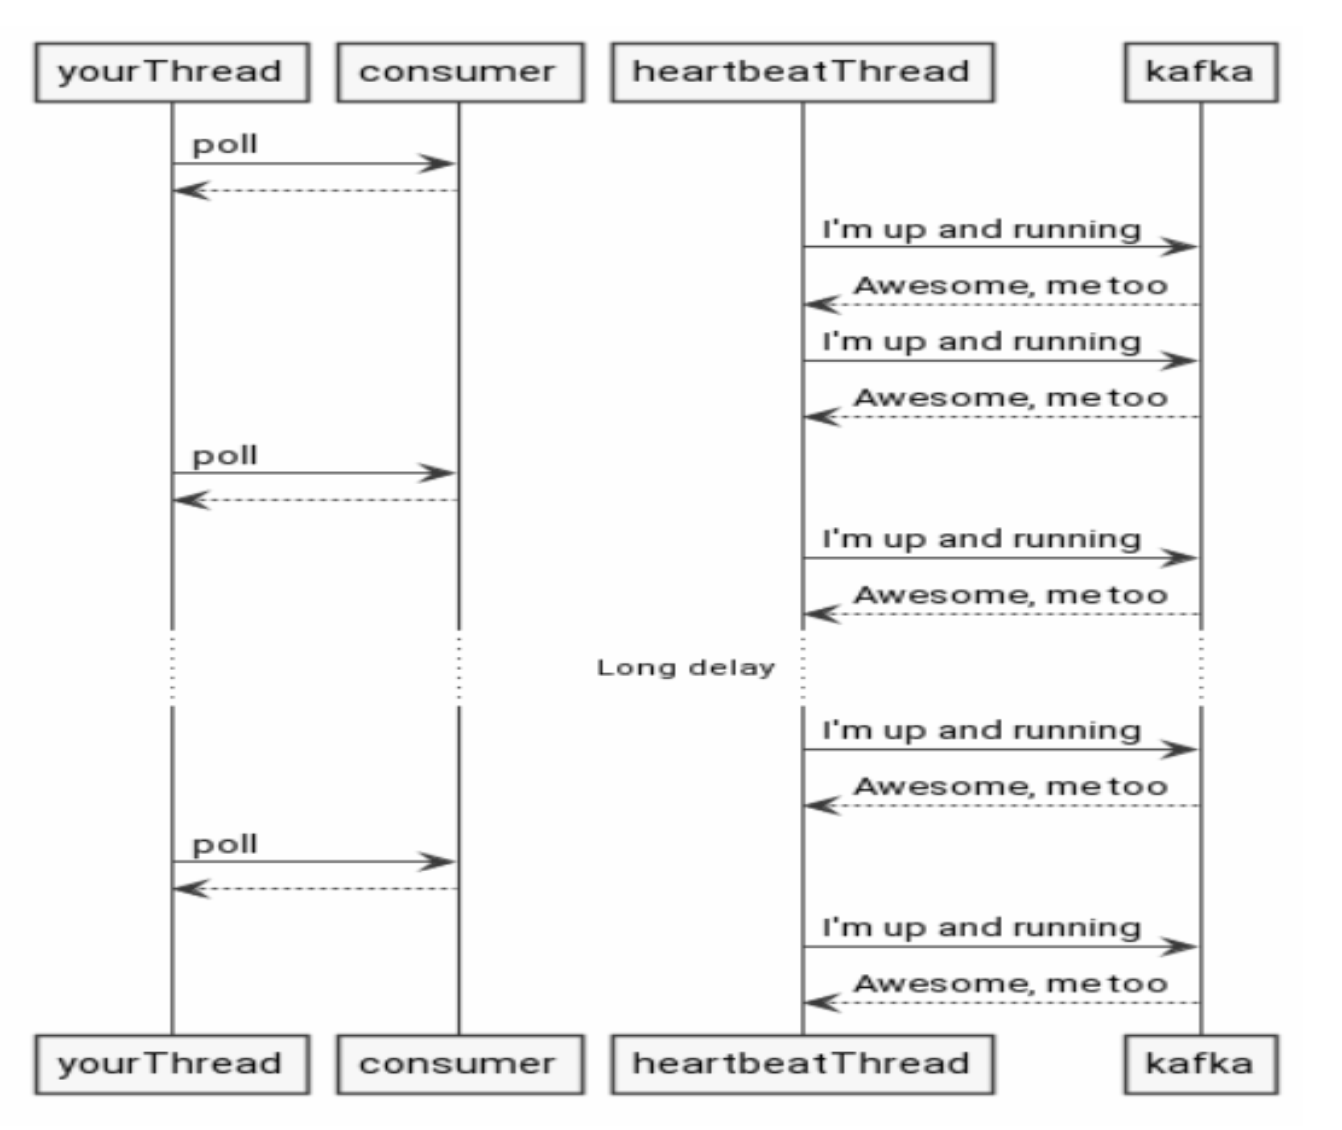 yourThread consumer heartbeatThread kafka
poll
I'm up and running
Awesome, me too
I'm up and running
Awesome, me too
poll
I'm up and running
Awesome, me too
Long delay
I'm up and running
Awesome, me too
poll
I'm up and running
Awesome, me too
yourThread consumer heartbeatThread kafka